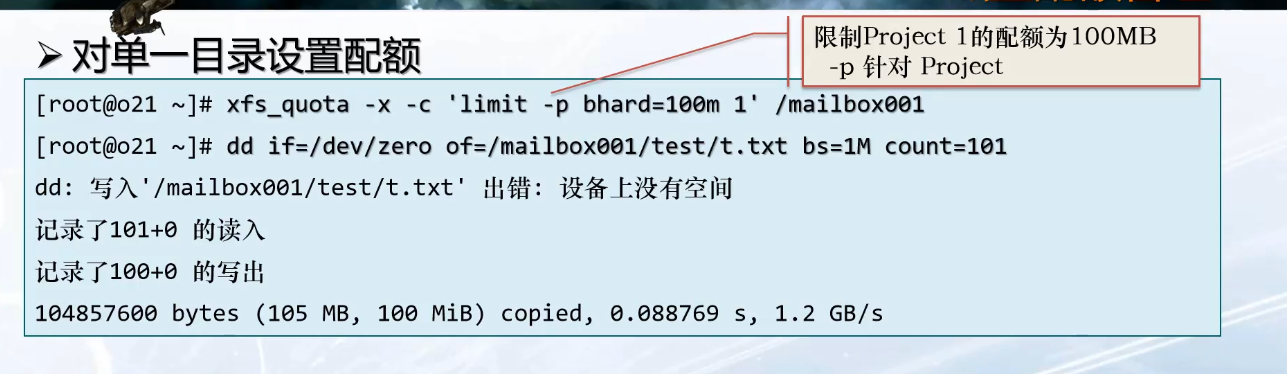 ➢ 对单一目录设置配额
限制Project 1的配额为100MB
-p 针对 Project
[root@o21 ~]# xfs_quota -x -c 'limit -p bhard=100m 1' /mailbox001
[root@o21 ~]# dd if=/dev/zero of=/mailbox001/test/t.txt bs=1M count=101
dd: 写入'/mailbox001/test/t.txt' 出错: 设备上没有空间
记录了101+0 的读入
记录了100+0 的写出
104857600 bytes (105 MB, 100 MiB) copied, 0.088769 s, 1.2 GB/s